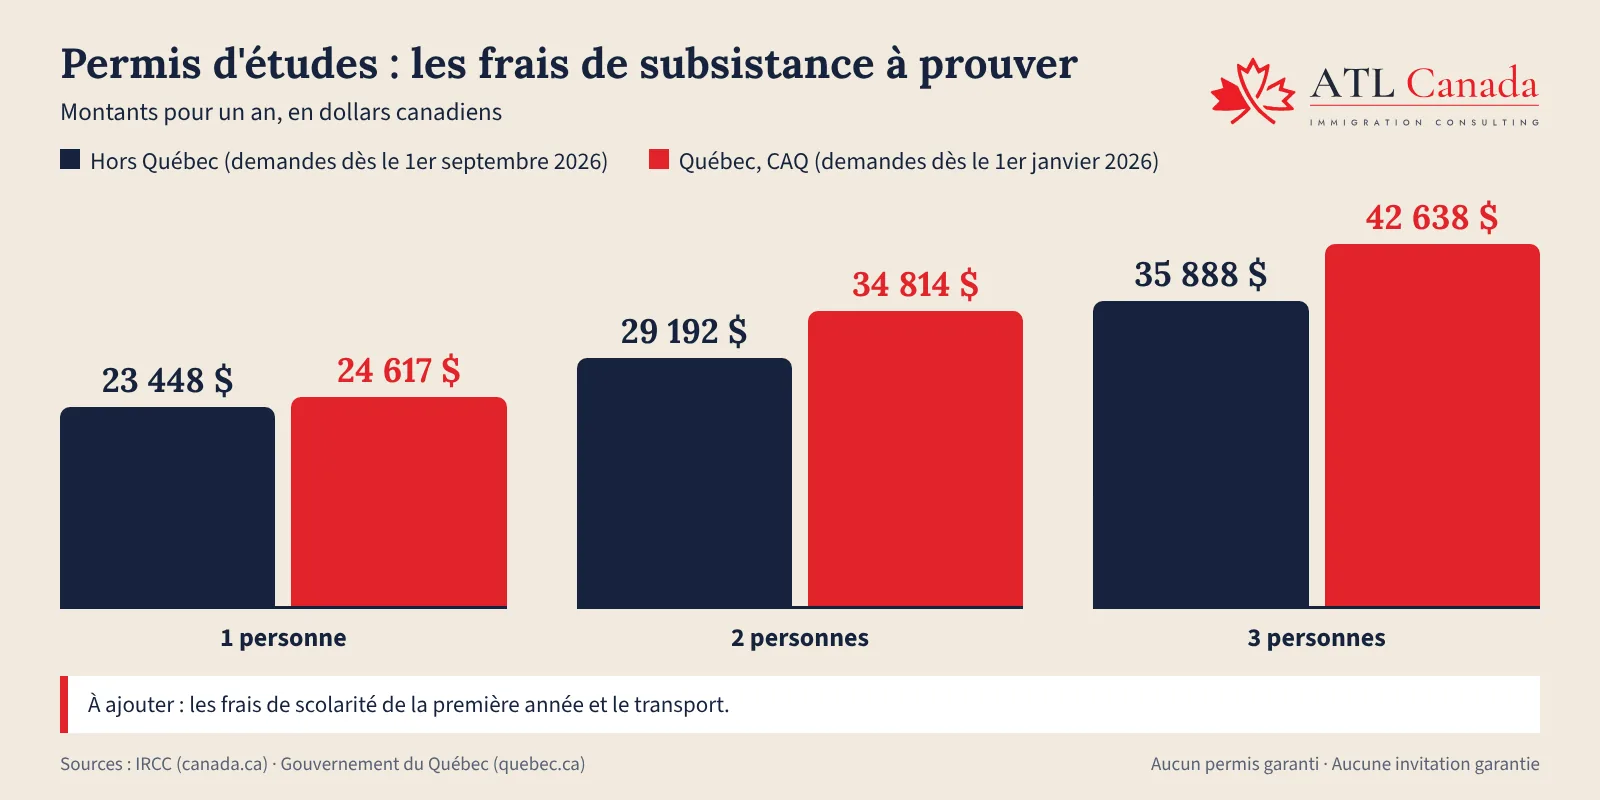 Permis d'études : les frais de subsistance à prouver
Montants pour un an, en dollars canadiens
ATL Canada
IMMIGRATION CONSULTING
Hors Québec (demandes dès le 1er septembre 2026)
Québec, CAQ (demandes dès le 1er janvier 2026)
23 448 $
24 617 $
29 192 $
34 814 $
35 888 $
42 638 $
1 personne
2 personnes
3 personnes
À ajouter : les frais de scolarité de la première année et le transport.
Sources : IRCC (canada.ca) · Gouvernement du Québec (quebec.ca)
Aucun permis garanti · Aucune invitation garantie